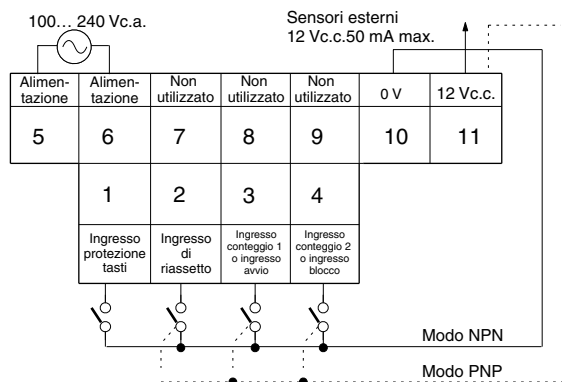 100… 240 Vc.a.
Sensori esterni
12 Vc.c.50 mA max.
Alimen-
tazione
Alimen-
tazione
Non
utilizzato
Non
utilizzato
Non
utilizzato
0 V
12 Vc.c.
5
6
7
8
9
10
11
1
2
3
4
Ingresso
protezione
tasti
Ingresso
di
riassetto
Ingresso
conteggio 1
o ingresso
avvio
Ingresso
conteggio 2
o ingresso
blocco
Modo NPN
Modo PNP